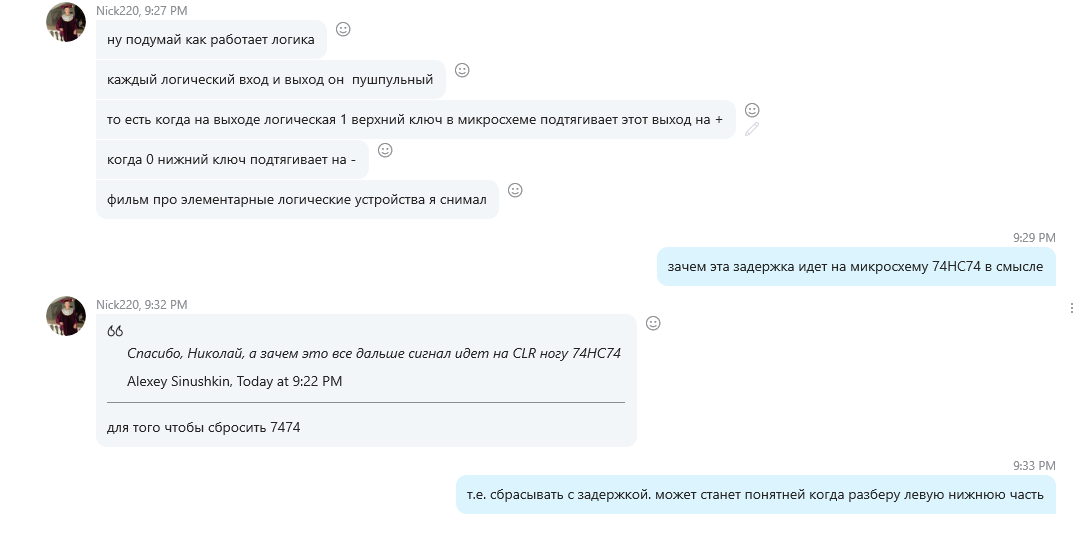 Nick220, 9:27 PM
ну подумай как работает логика
каждый логический вход и выход он  пушпульный
то есть когда на выходе логическая 1 верхний ключ в микросхеме подтягивает этот выход на +
когда 0 нижний ключ подтягивает на -
фильм про элементарные логические устройства я снимал
9:29 PM
зачем эта задержка идет на микросхему 74HC74 в смысле
Nick220, 9:32 PM
Спасибо, Николай, а зачем это все дальше сигнал идет на CLR ногу 74HC74
Alexey Sinushkin, Today at 9:22 PM
для того чтобы сбросить 7474
9:33 PM
т.е. сбрасывать с задержкой. может станет понятней когда разберу левую нижнюю часть